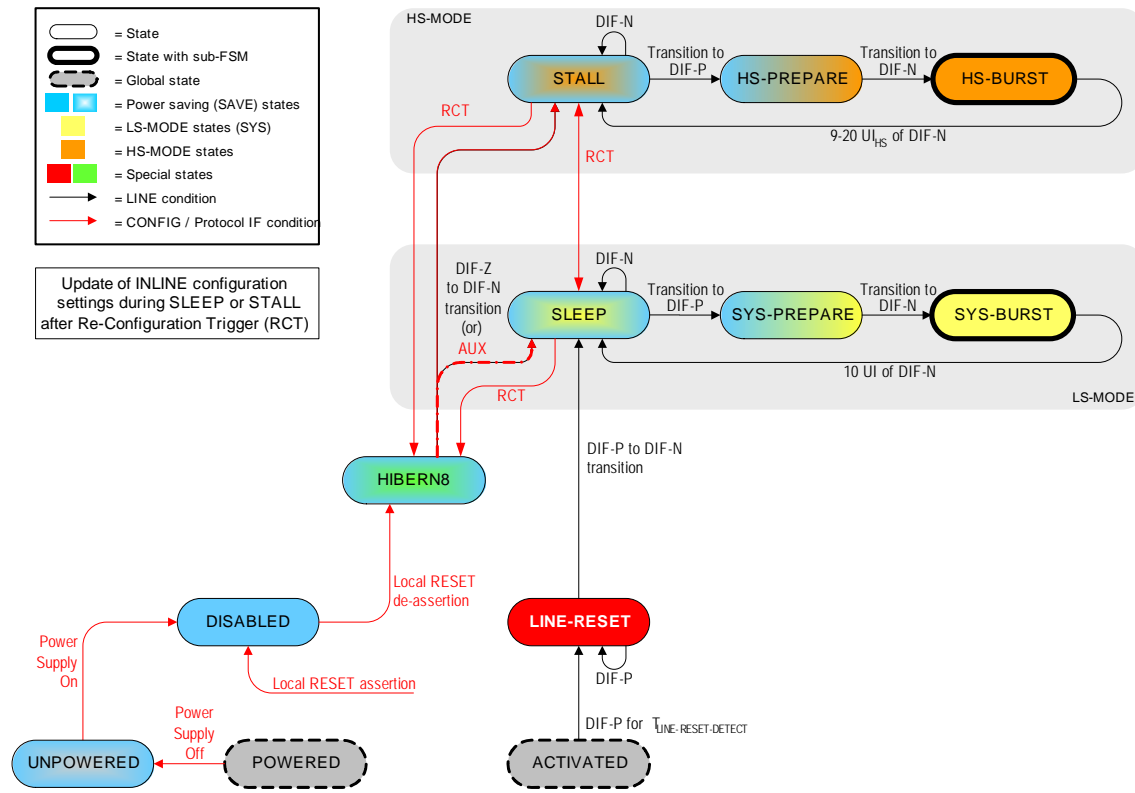 = State
= State with sub-FSM
= Global state
= Power saving (SAVE) states
= LS-MODE states (SYS)
= HS-MODE states
= Special states
= LINE condition
= CONFIG / Protocol IF condition
Update of INLINE configuration
settings during SLEEP or STALL
after Re-Configuration Trigger (RCT)
HS-MODE
DIF-N
STALL
Transition to
DIF-P
HS-PREPARE
Transition to
DIF-N
HS-BURST
9-20 UIHS of DIF-N
RCT
RCT
DIF-N
DIF-Z
to DIF-N
transition
(or)
AUX
SLEEP
Transition to
DIF-P
SYS-PREPARE
Transition to
DIF-N
SYS-BURST
10 UI of DIF-N
RCT
LS-MODE
DIF-P to DIF-N
transition
HIBERN8
Local RESET
de-assertion
DISABLED
LINE-RESET
DIF-P
Power
Supply
On
Local RESET assertion
Power
Supply
Off
DIF-P for TLINE-RESET-DETECT
UNPOWERED
POWERED
ACTIVATED